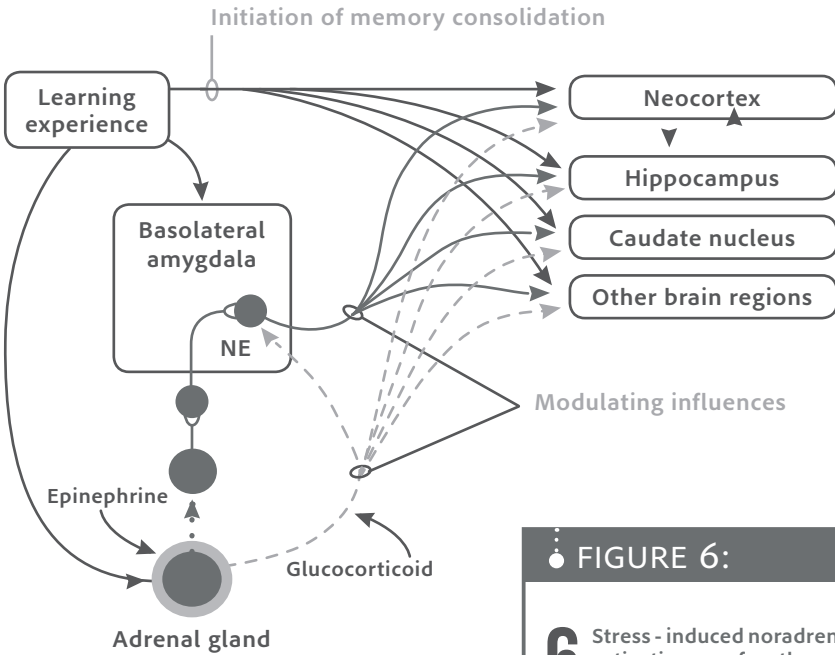 Initiation of memory consolidation
Learning
experience
Neocortex
Hippocampus
Caudate nucleus
Other brain regions
Basolateral
amygdala
NE
Modulating influences
Epinephrine
Glucocorticoid
Adrenal gland
FIGURE 6:
6
Stress - induced noradren